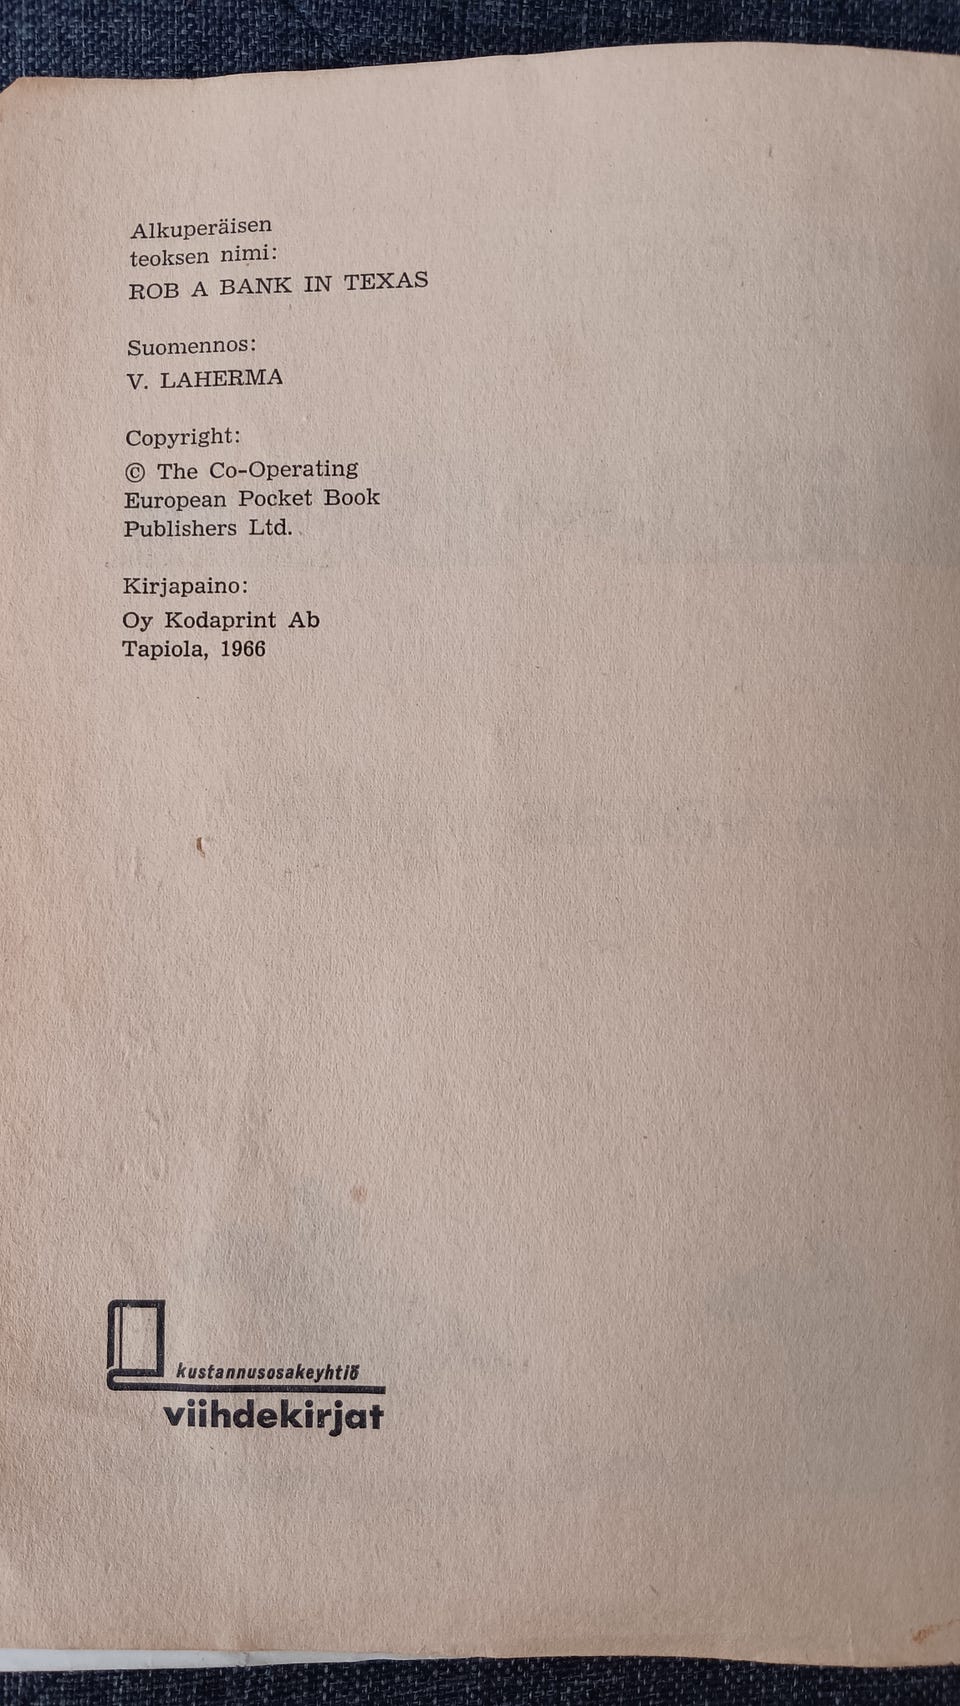 Alkuperäisen
teoksen nimi:
ROB A BANK IN TEXAS
Suomennos:
V. LAHERMA
Copyright:
© The Co-Operating
European Pocket Book
Publishers Ltd.
Kirjapaino:
Oy Kodaprint Ab
Tapiola, 1966
kustannusosakeyhtiö
viihdekirjat